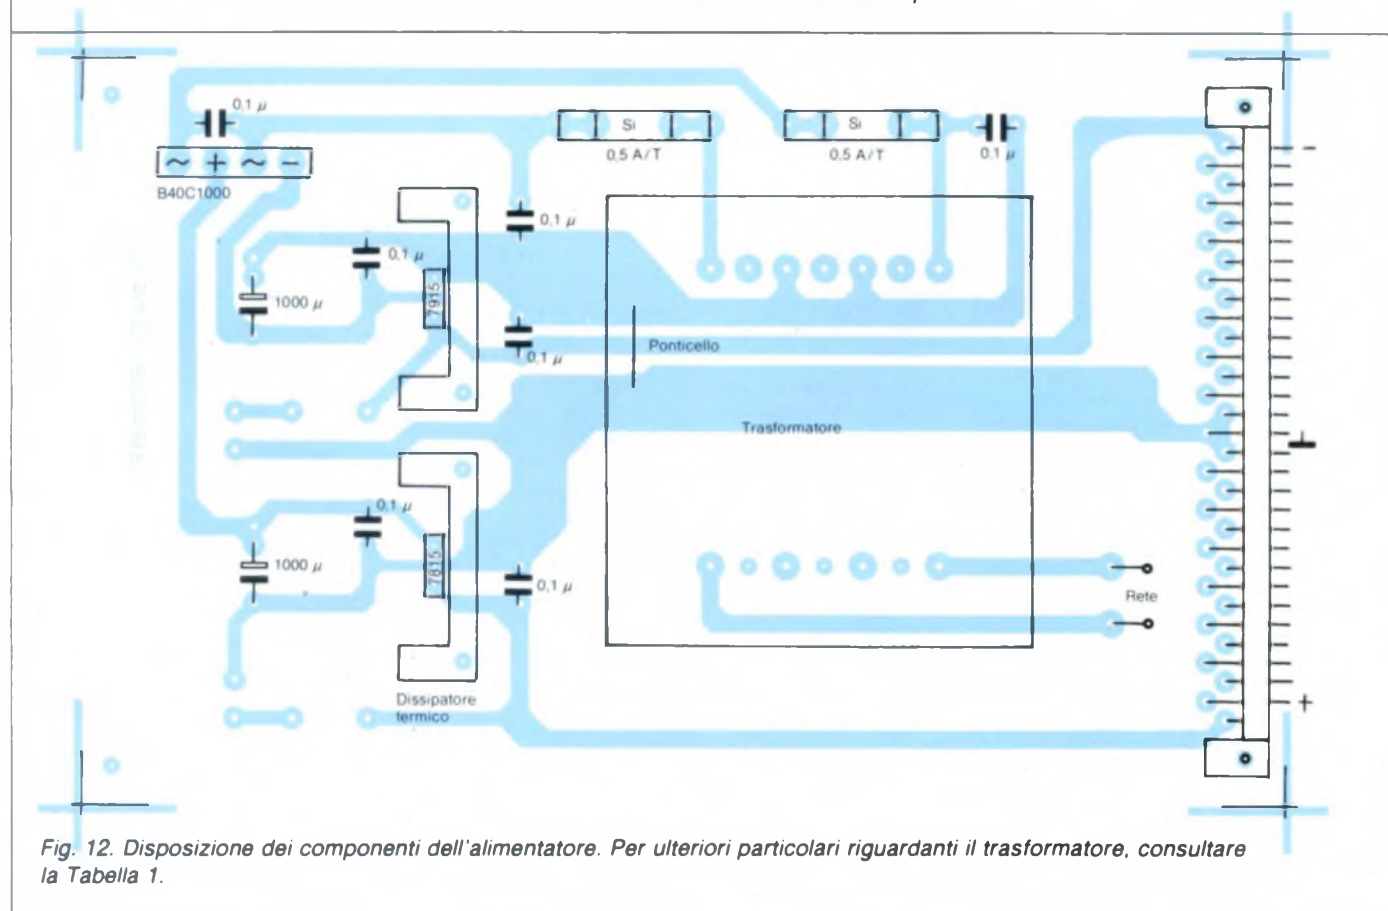 0,1 µ
Si
Si
0,5 A/T
0,5 A/T
0,1 µ
~ + ~ −
B40C1000
−
0,1 µ
0,1 µ
7915
1000 µ
0,1 µ
Ponticello
Trasformatore
0,1 µ
7815
1000 µ
0,1 µ
Rete
Dissipatore
termico
+
Fig. 12. Disposizione dei componenti dell'alimentatore. Per ulteriori particolari riguardanti il trasformatore, consultare
la Tabella 1.